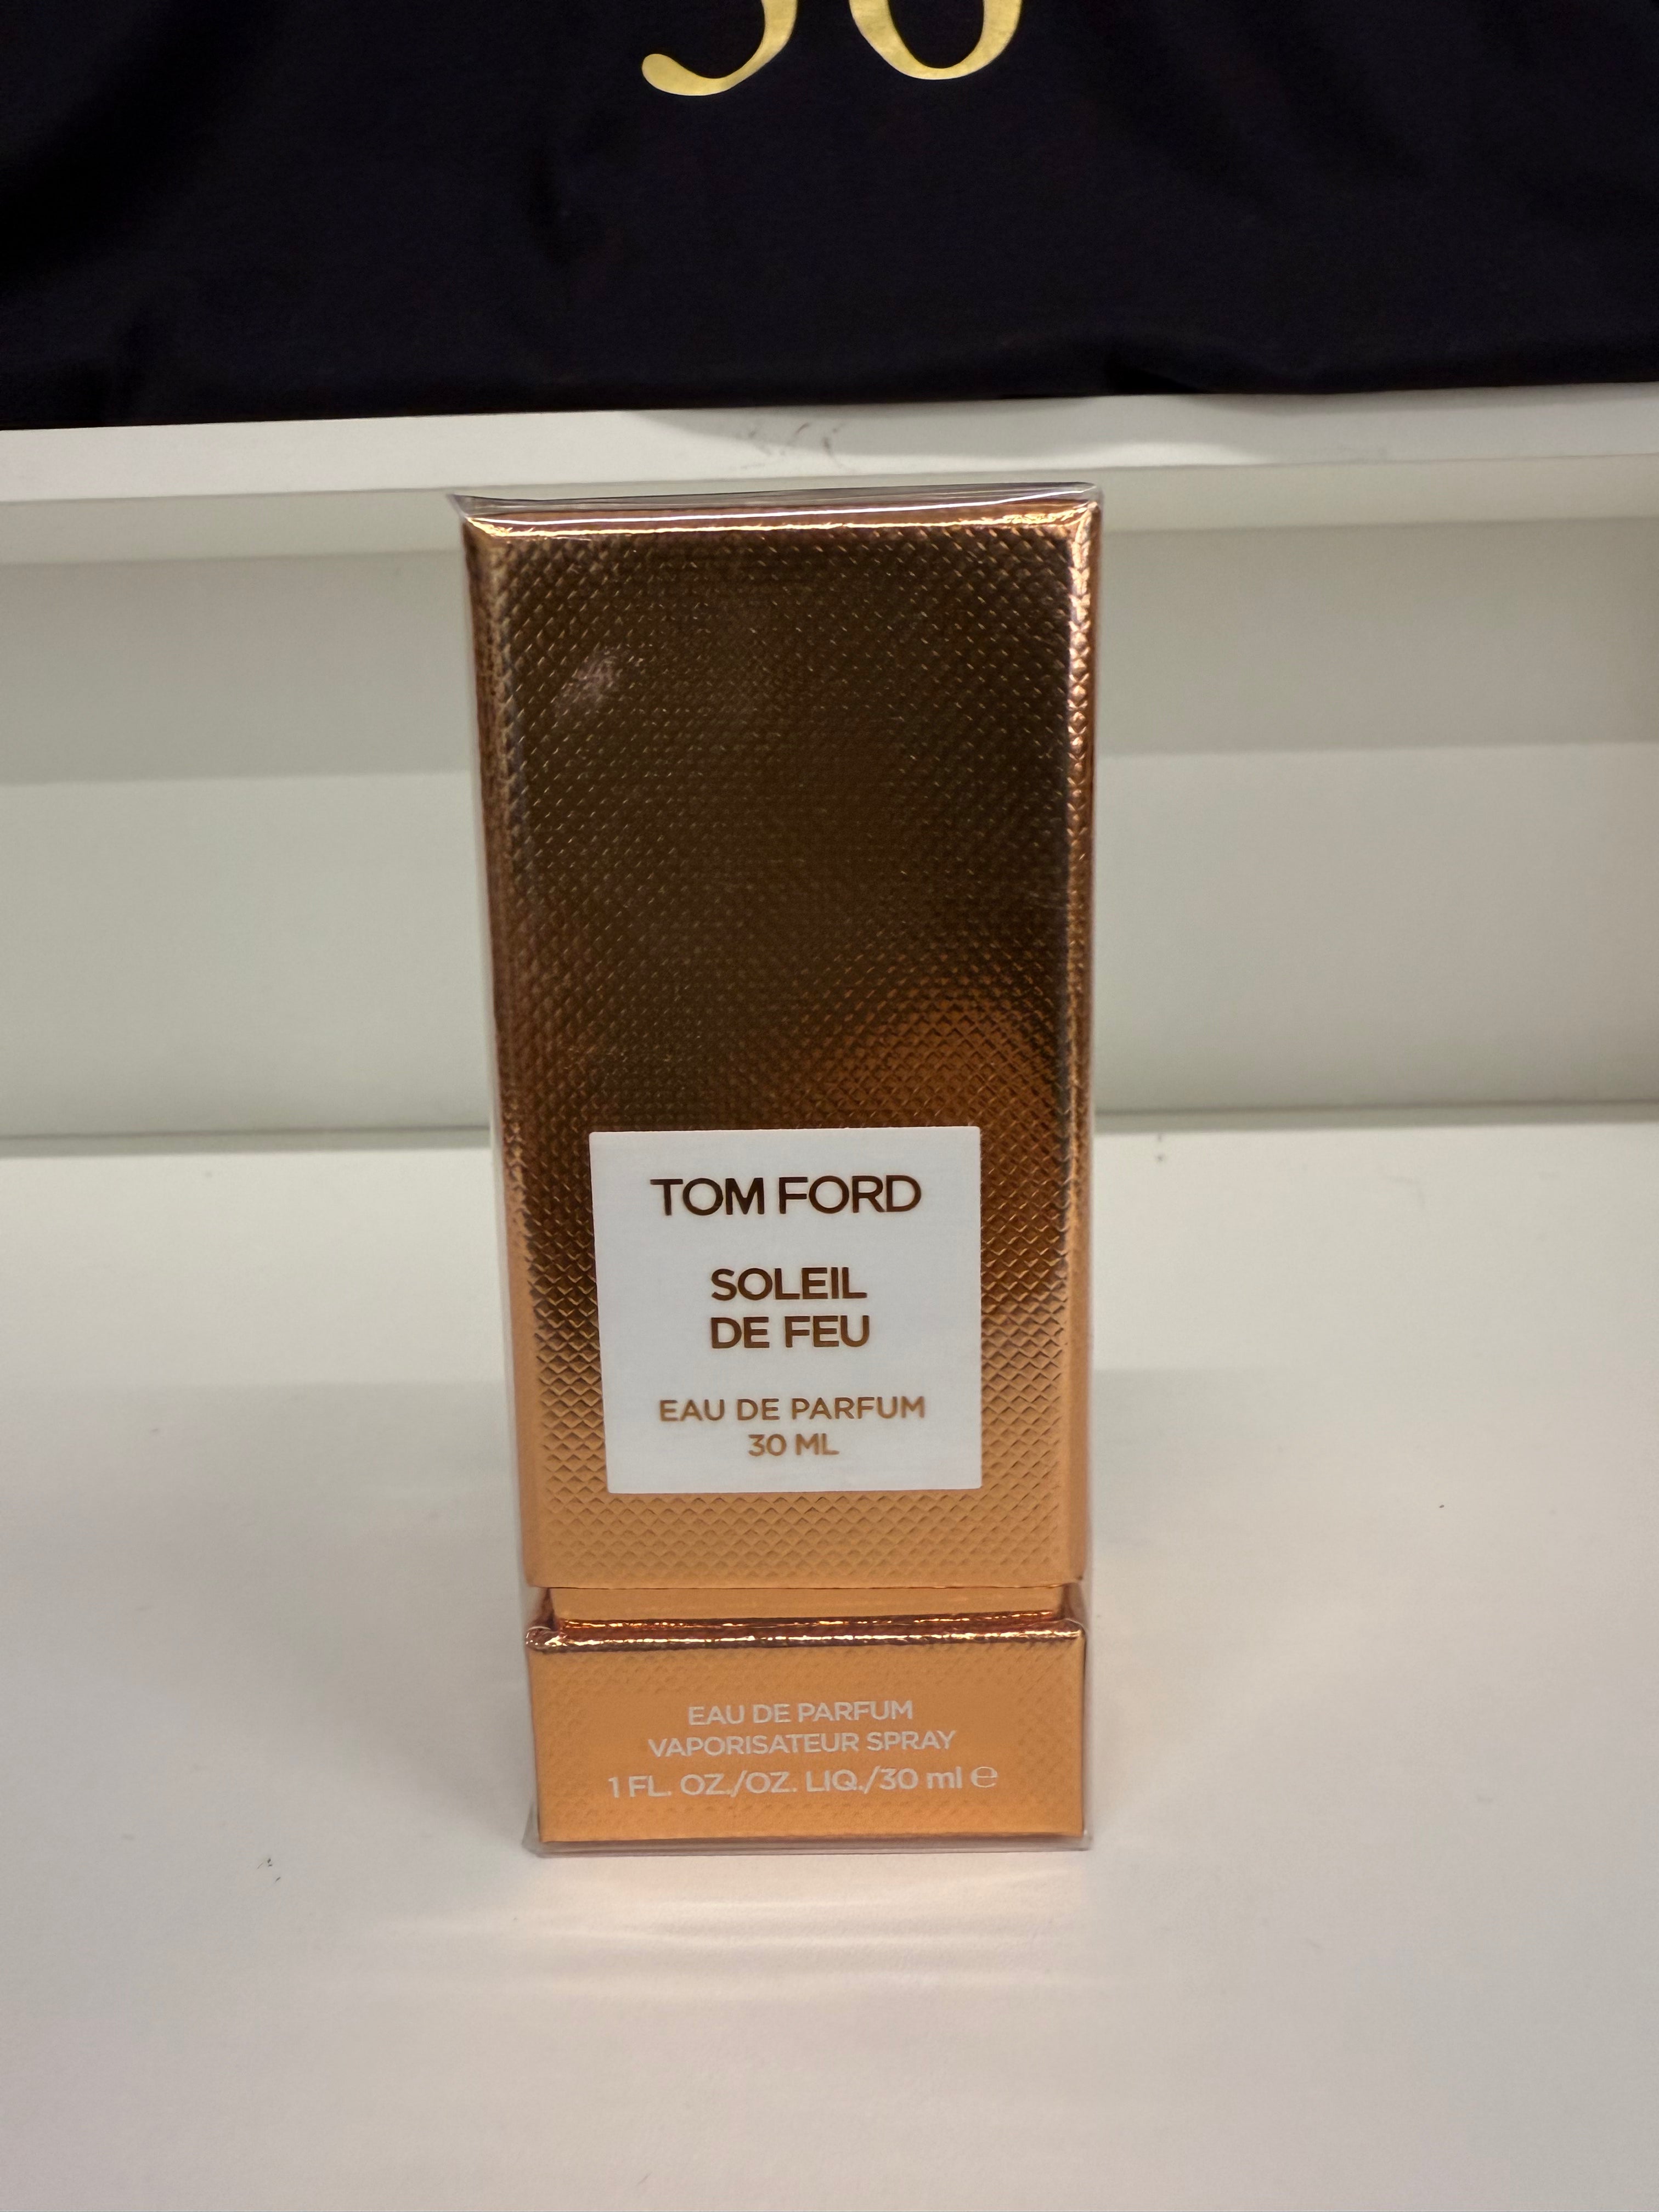 TOM FORD
SOLEIL
DE FEU
EAU DE PARFUM
30 ML
EAU DE PARFUM
VAPORISATEUR SPRAY
1 FL. OZ./OZ. LIQ./30 ml ℮